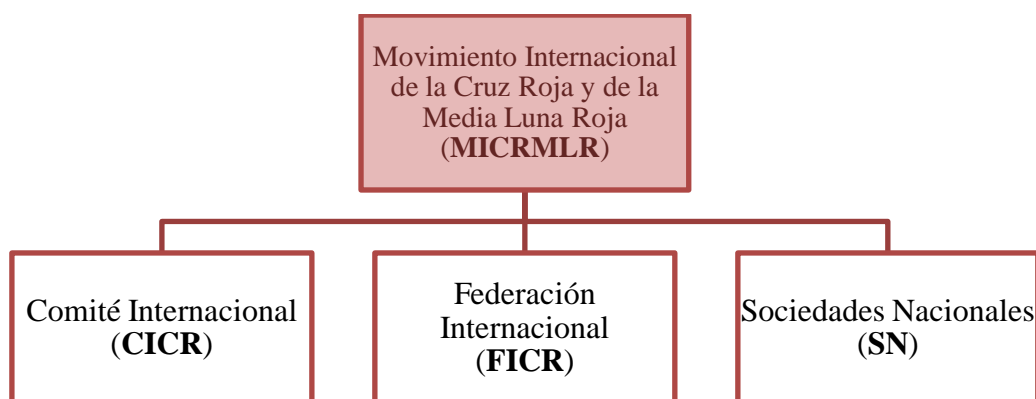 Movimiento Internacional
de la Cruz Roja y de la
Media Luna Roja
(MICRMLR)
Comité Internacional
(CICR)
Federación
Internacional
(FICR)
Sociedades Nacionales
(SN)